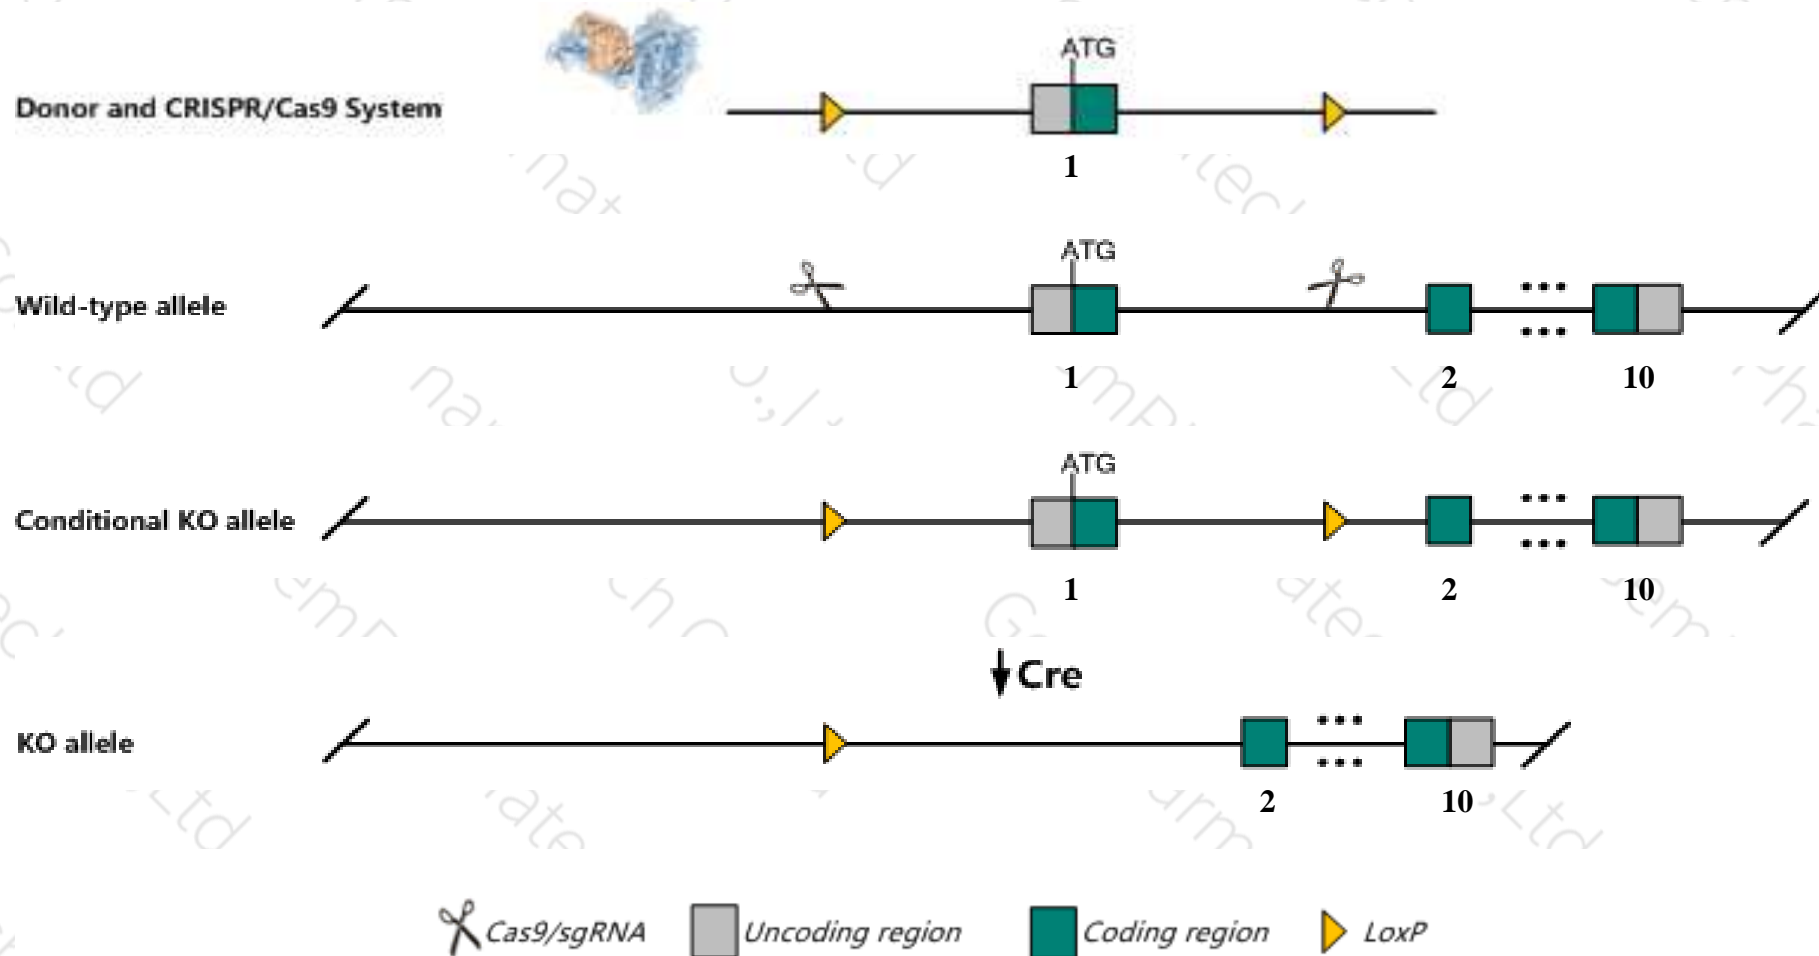 ATG
Donor and CRISPR/Cas9 System
1
ATG
Wild-type allele
1 2 10
ATG
Conditional KO allele
1 2 10
Cre
KO allele
2 10
Cas9/sgRNA Uncoding region Coding region LoxP